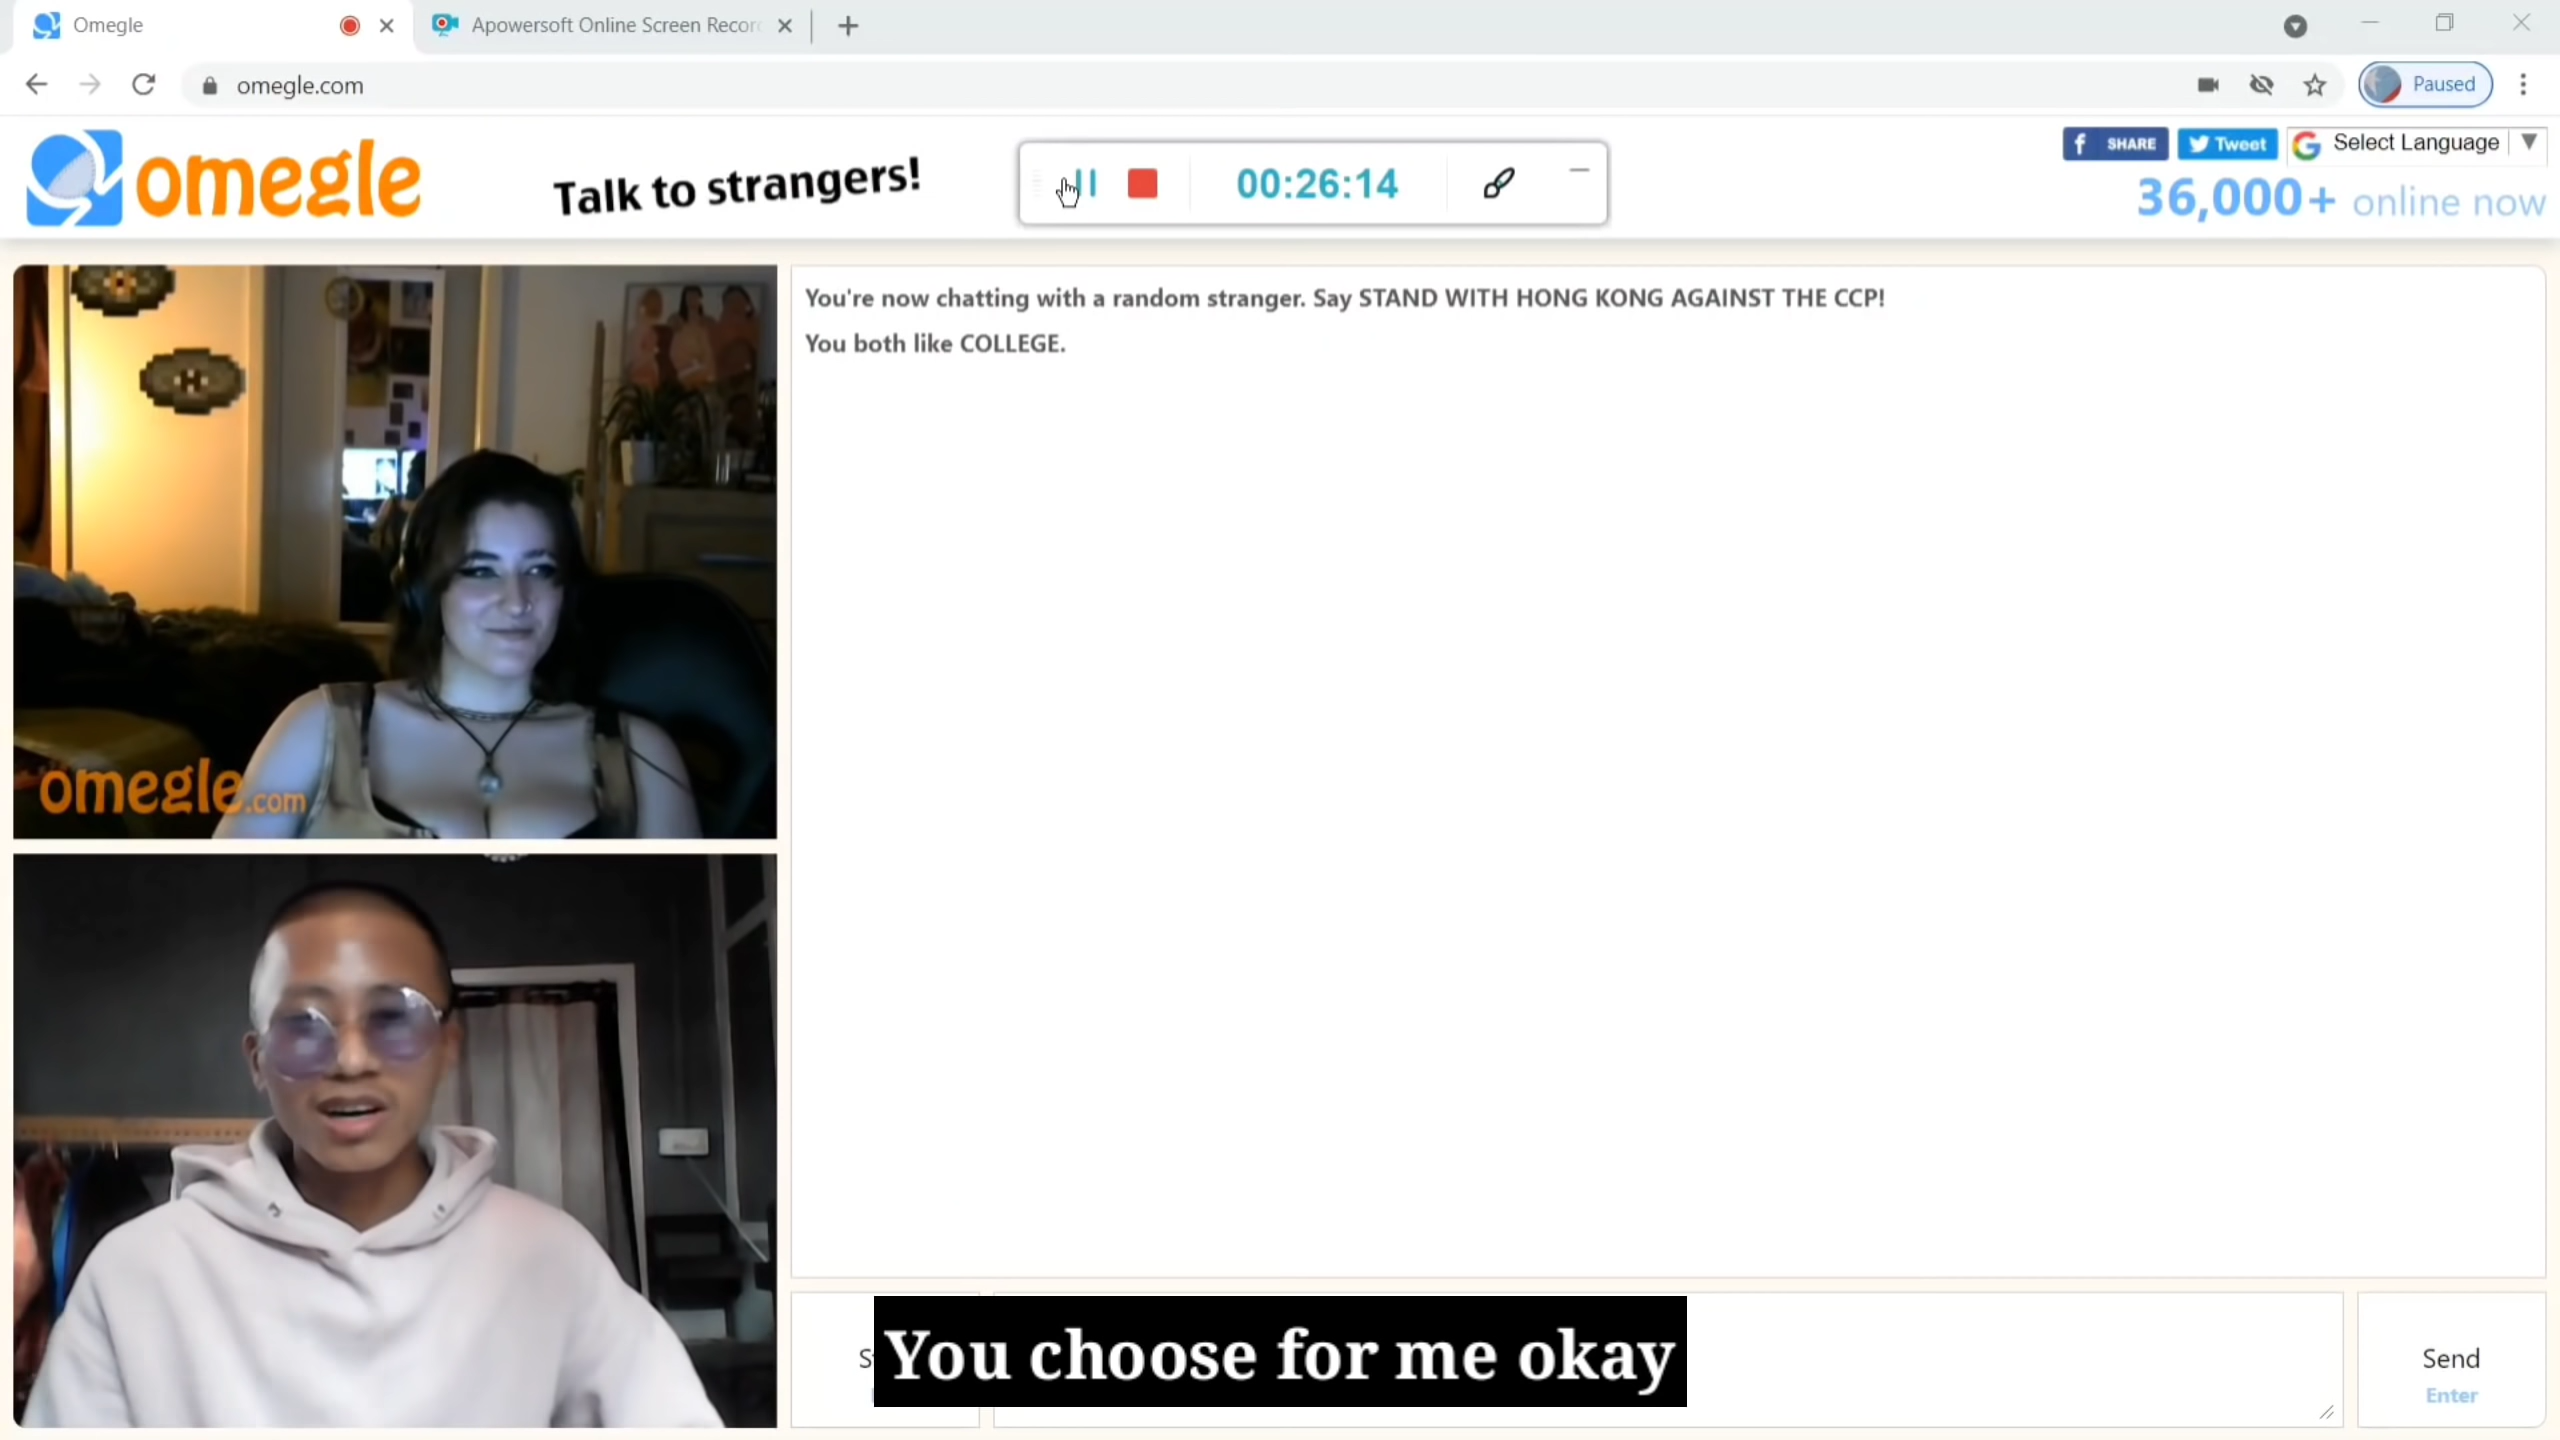 Omegle
Apowersoft Online Screen Recor
omegle.com
Paused
omegle
Talk to strangers!
00:26:14
SHARE
Tweet
Select Language
36,000+ online now
You're now chatting with a random stranger. Say STAND WITH HONG KONG AGAINST THE CCP!
You both like COLLEGE.
omegle.com
You choose for me okay
Send
Enter